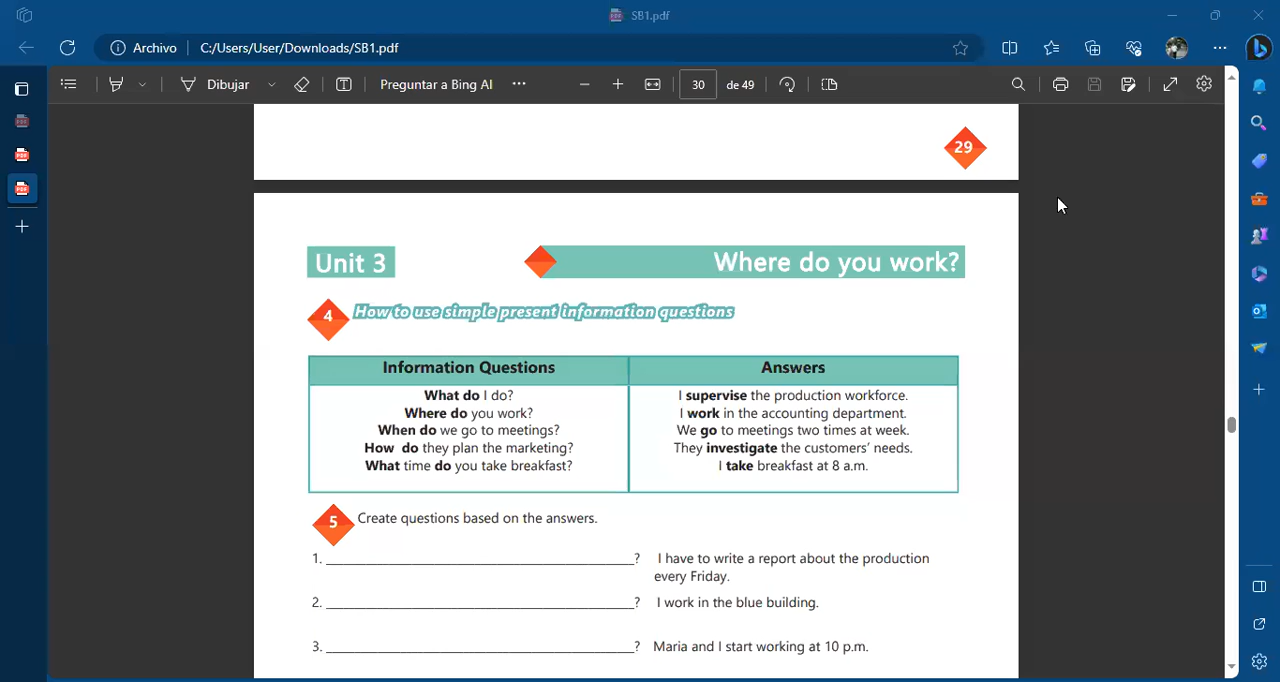 SB1.pdf
Archivo C:/Users/User/Downloads/SB1.pdf
Dibujar Preguntar a Bing AI 30 de 49
29
Unit 3 Where do you work?
4 How to use simple present information questions
Information Questions Answers
What do I do? I supervise the production workforce.
Where do you work? I work in the accounting department.
When do we go to meetings? We go to meetings two times at week.
How do they plan the marketing? They investigate the customers' needs.
What time do you take breakfast? I take breakfast at 8 a.m.
5 Create questions based on the answers.
1. ______________________________? I have to write a report about the production
every Friday.
2. ______________________________? I work in the blue building.
3. ______________________________? Maria and I start working at 10 p.m.